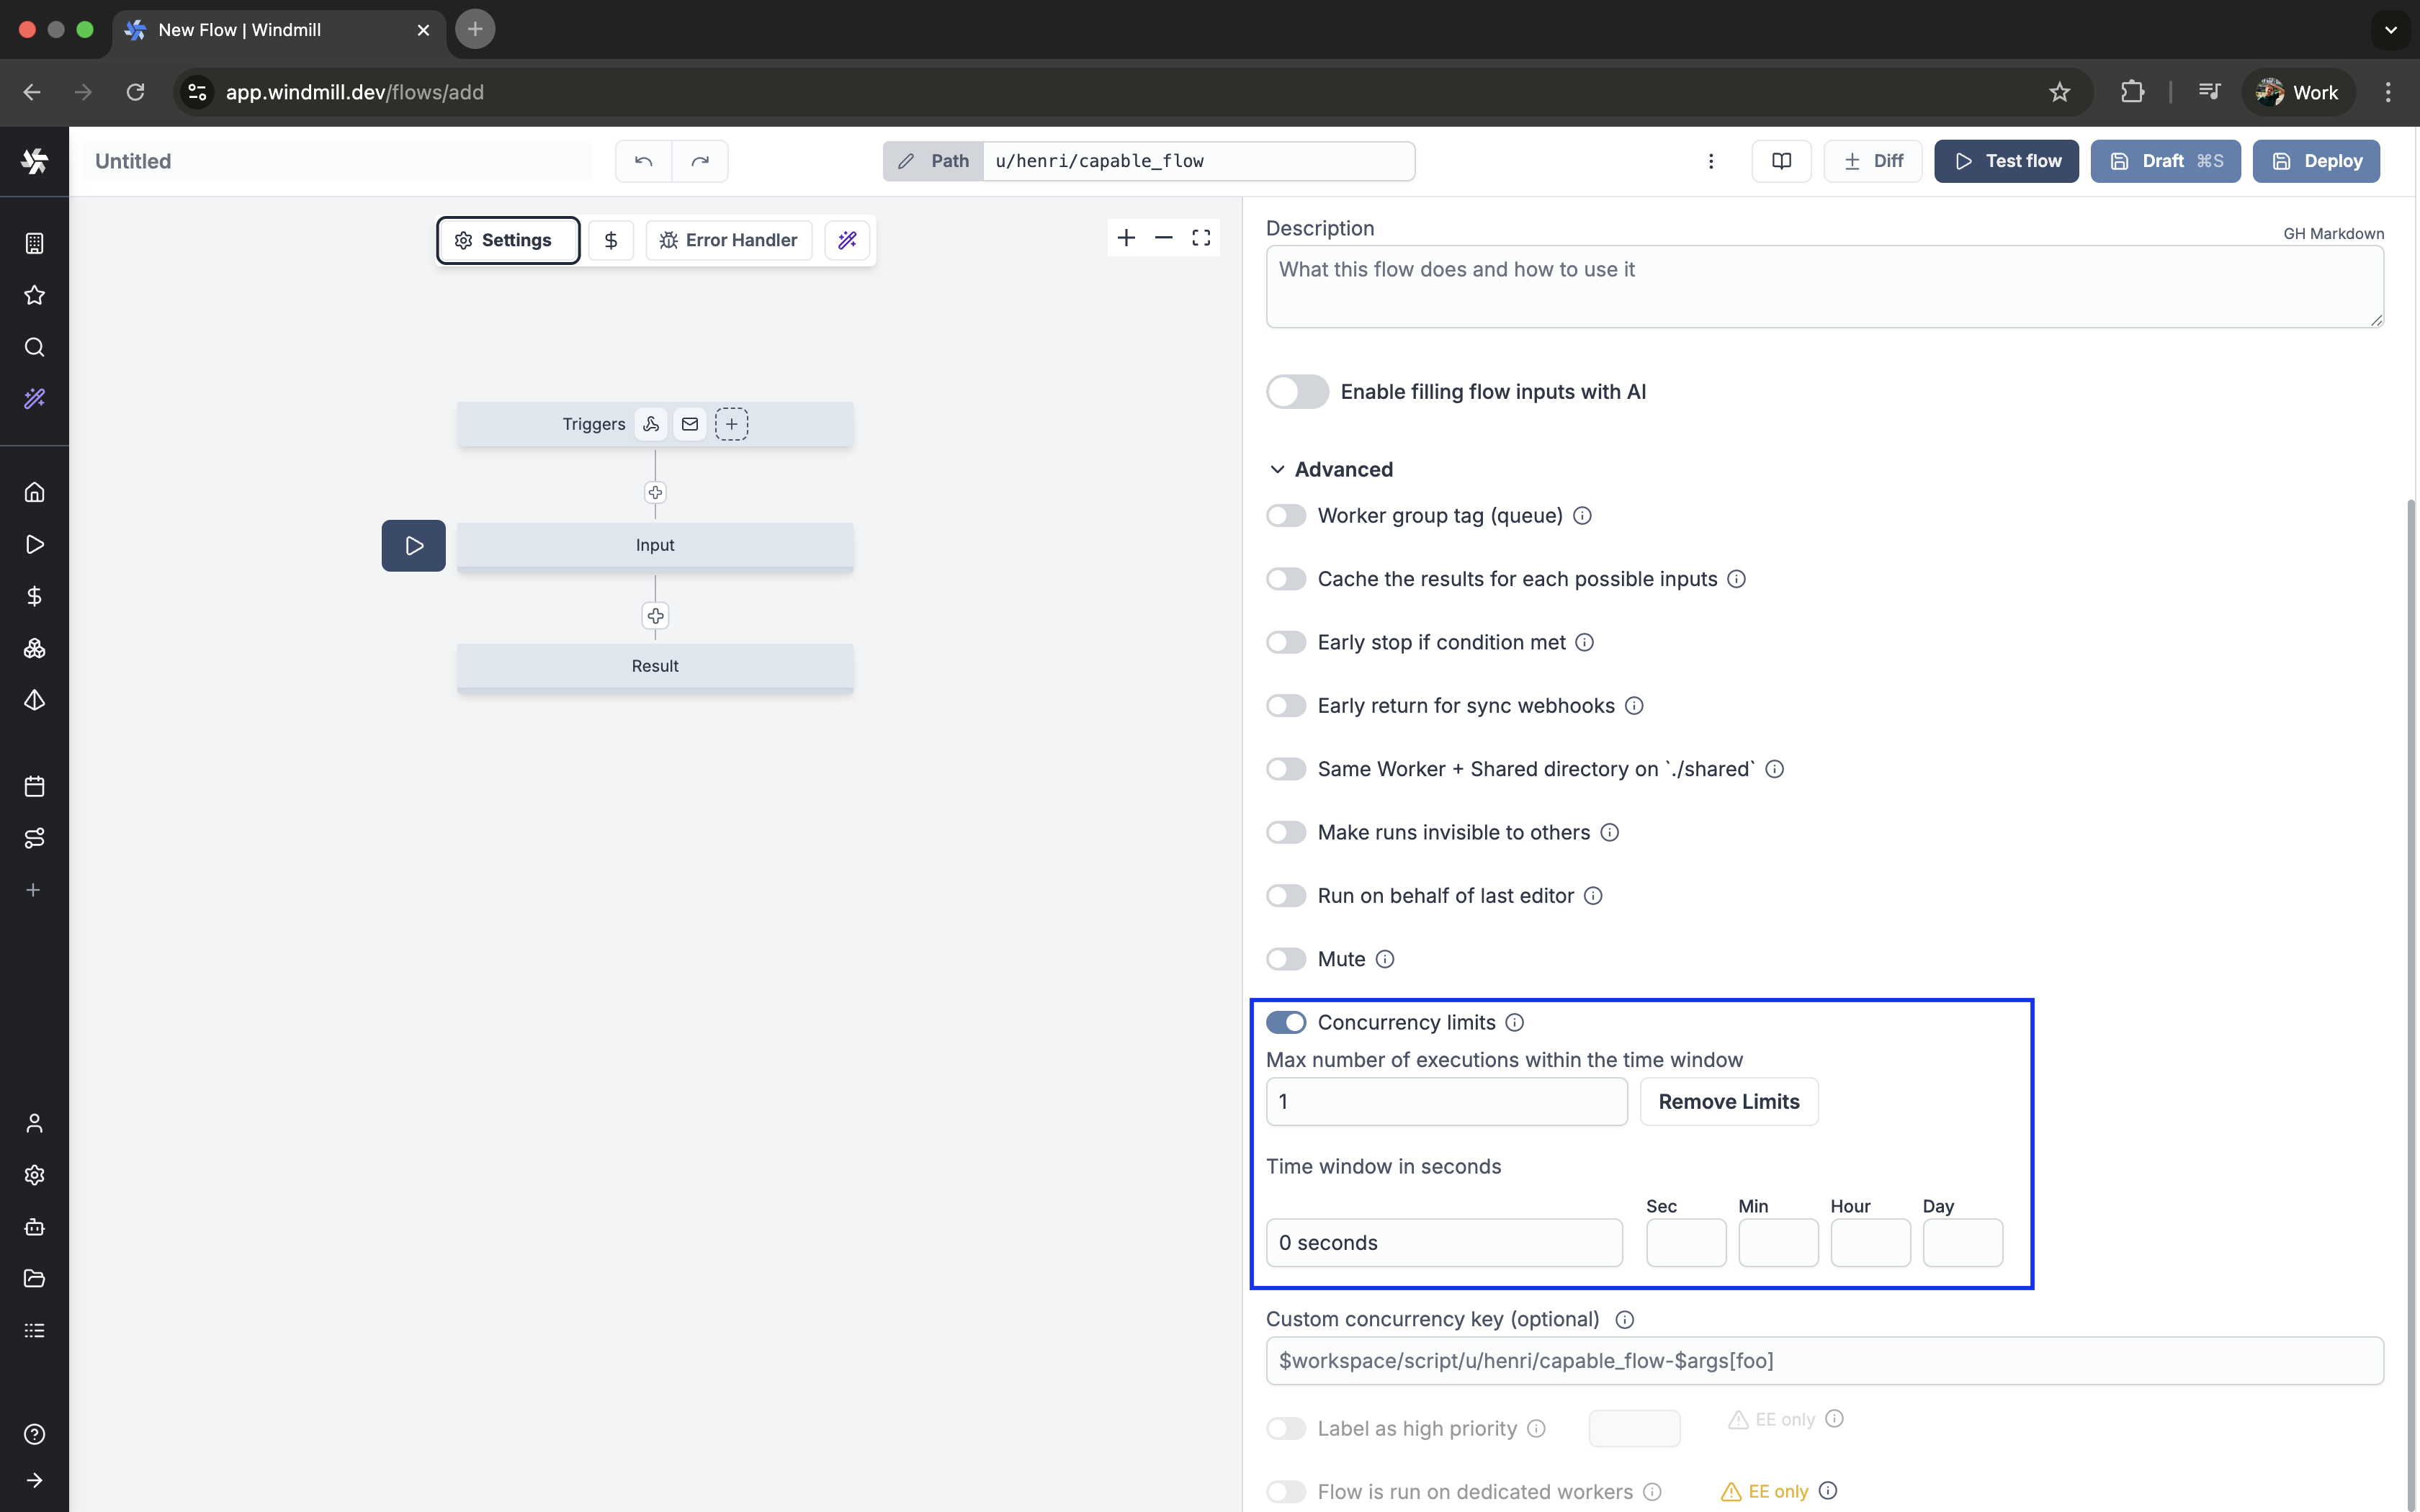 New Flow | Windmill
app.windmill.dev/flows/add
Work
Untitled
Path
u/henri/capable_flow
Diff
Test flow
Draft ⌘S
Deploy
Settings
Error Handler
Triggers
Input
Result
Description
GH Markdown
What this flow does and how to use it
Enable filling flow inputs with AI
Advanced
Worker group tag (queue)
Cache the results for each possible inputs
Early stop if condition met
Early return for sync webhooks
Same Worker + Shared directory on `./shared`
Make runs invisible to others
Run on behalf of last editor
Mute
Concurrency limits
Max number of executions within the time window
1
Remove Limits
Time window in seconds
Sec Min Hour Day
0 seconds
Custom concurrency key (optional)
$workspace/script/u/henri/capable_flow-$args[foo]
Label as high priority
EE only
Flow is run on dedicated workers
EE only